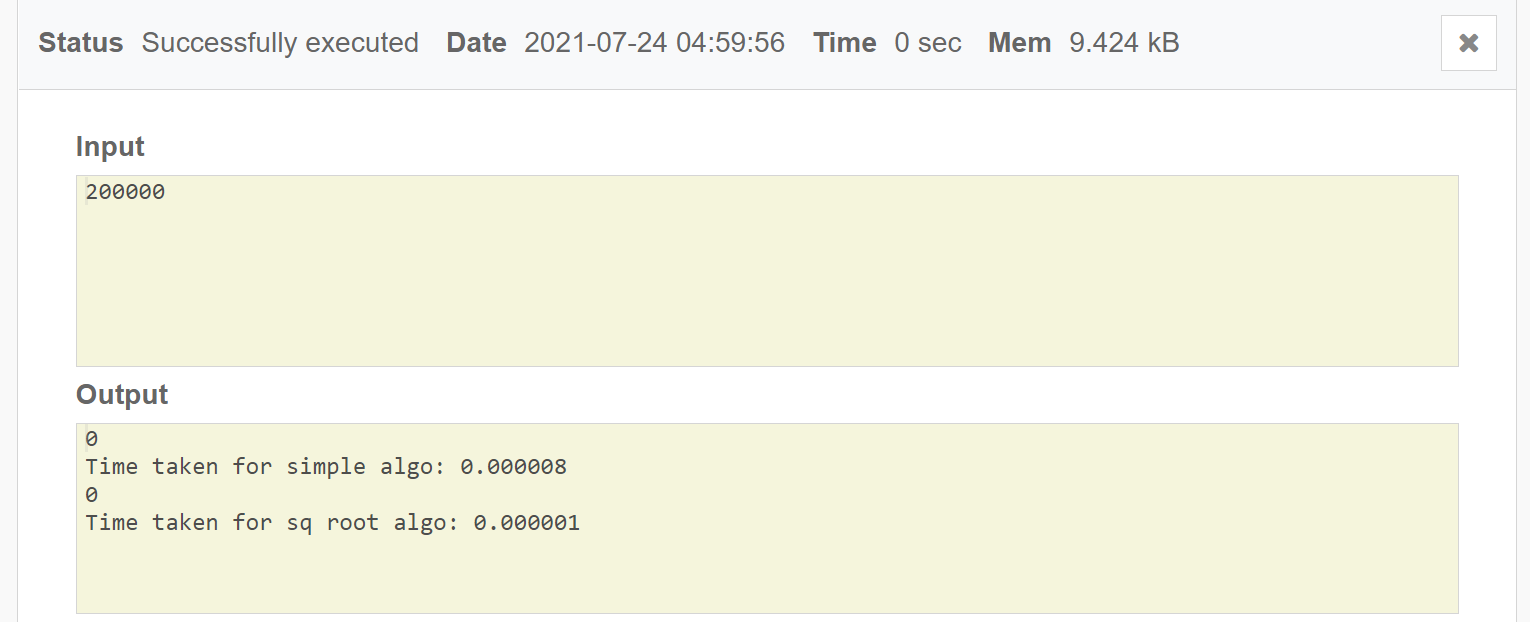 Status Successfully executed Date 2021-07-24 04:59:56 Time 0 sec Mem 9.424 kB
Input
200000
Output
0
Time taken for simple algo: 0.000008
0
Time taken for sq root algo: 0.000001